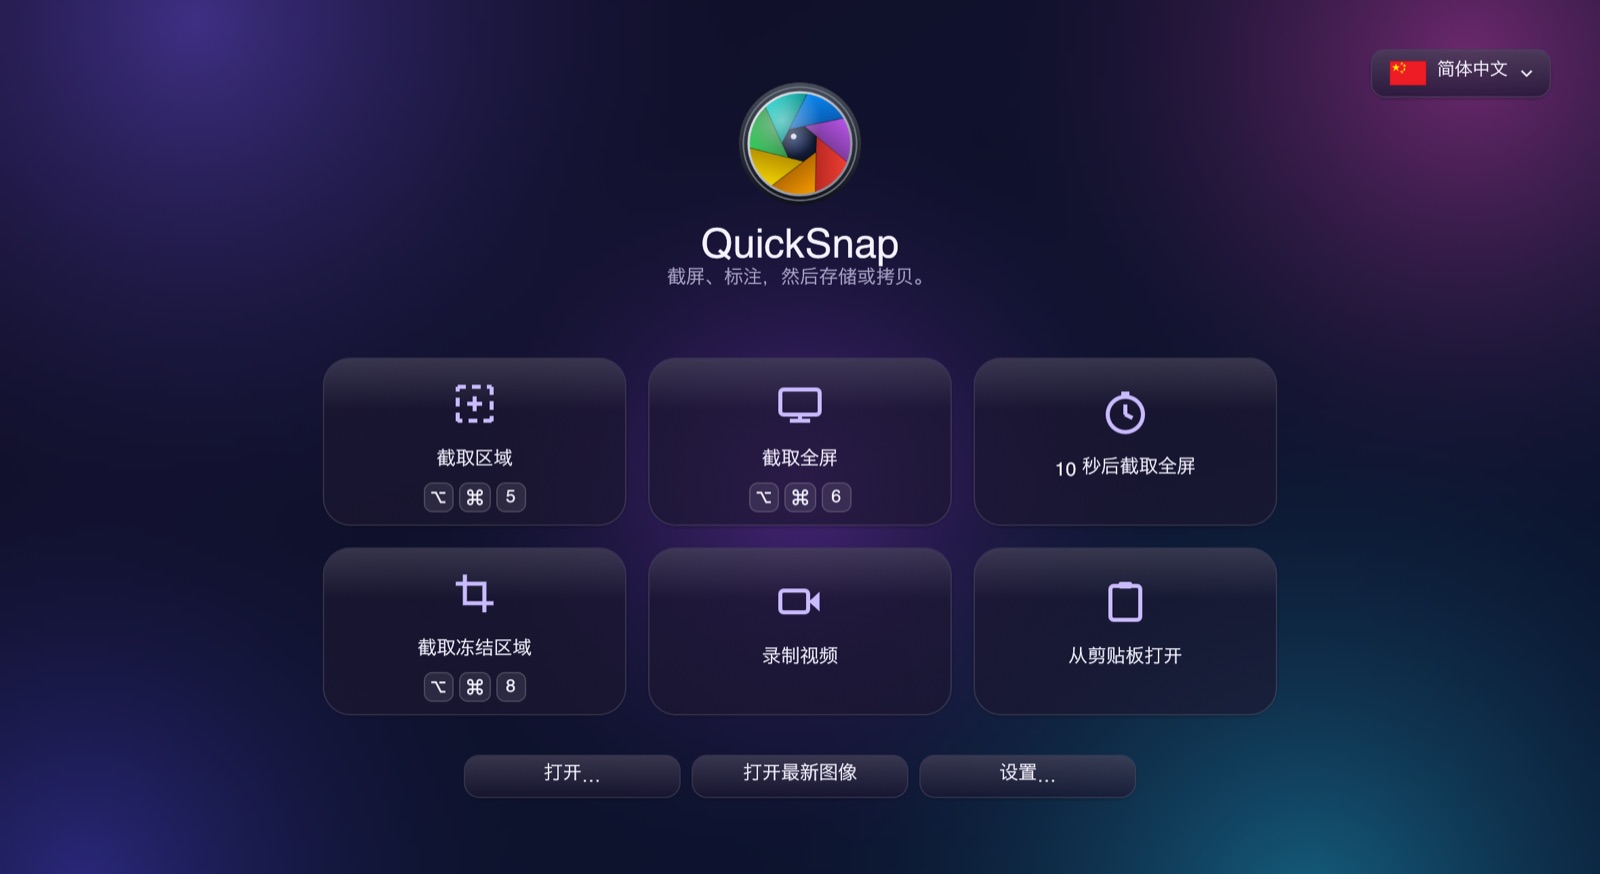 简体中文
QuickSnap
截屏、标注，然后存储或拷贝。
截取区域
⌥ ⌘ 5
截取全屏
⌥ ⌘ 6
10 秒后截取全屏
截取冻结区域
⌥ ⌘ 8
录制视频
从剪贴板打开
打开...
打开最新图像
设置...